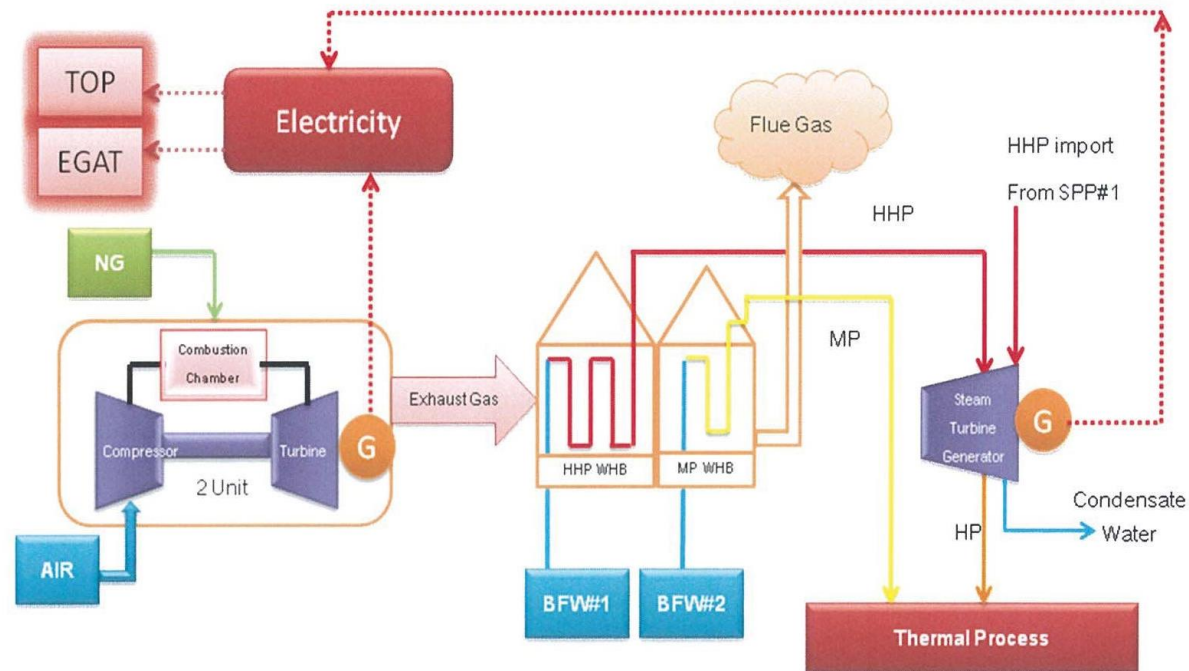 TOP
EGAT
Electricity
Flue Gas
HHP import
From SPP#1
HHP
NG
MP
Combustion
Chamber
Compressor
Turbine
G
2 Unit
Exhaust Gas
HHP WHB
MP WHB
Steam
Turbine
Generator
G
Condensate
Water
HP
AIR
BFW#1
BFW#2
Thermal Process